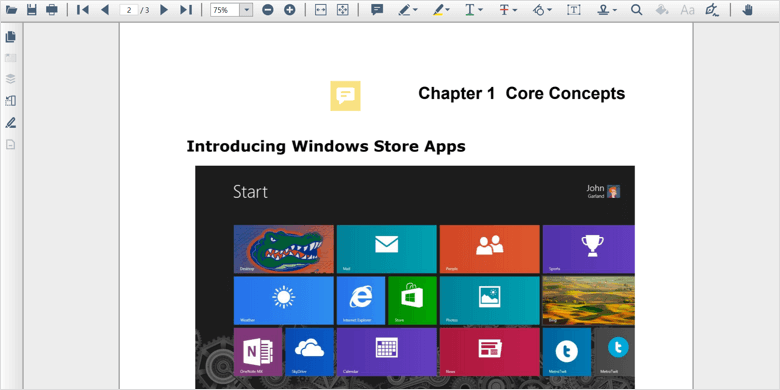 2 / 3
75%
T
T
T
Aa
Chapter 1 Core Concepts
Introducing Windows Store Apps
Start
John
Garland
Desktop
Mail
People
Sports
Weather
Internet Explorer
Store
Photos
N
OneNote MX
SkyDrive
Calendar
News
MetroTwit
MetroTwit